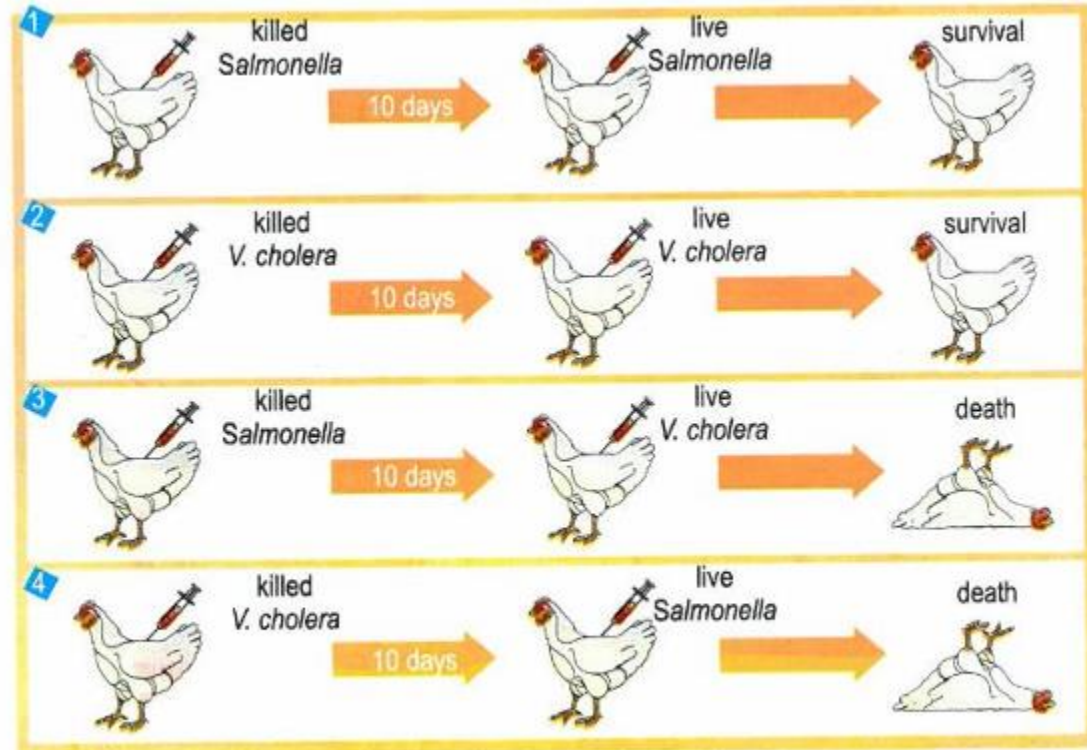 1
killed
Salmonella
10 days
live
Salmonella
survival
2
killed
V. cholera
10 days
live
V. cholera
survival
3
killed
Salmonella
10 days
live
V. cholera
death
4
killed
V. cholera
10 days
live
Salmonella
death